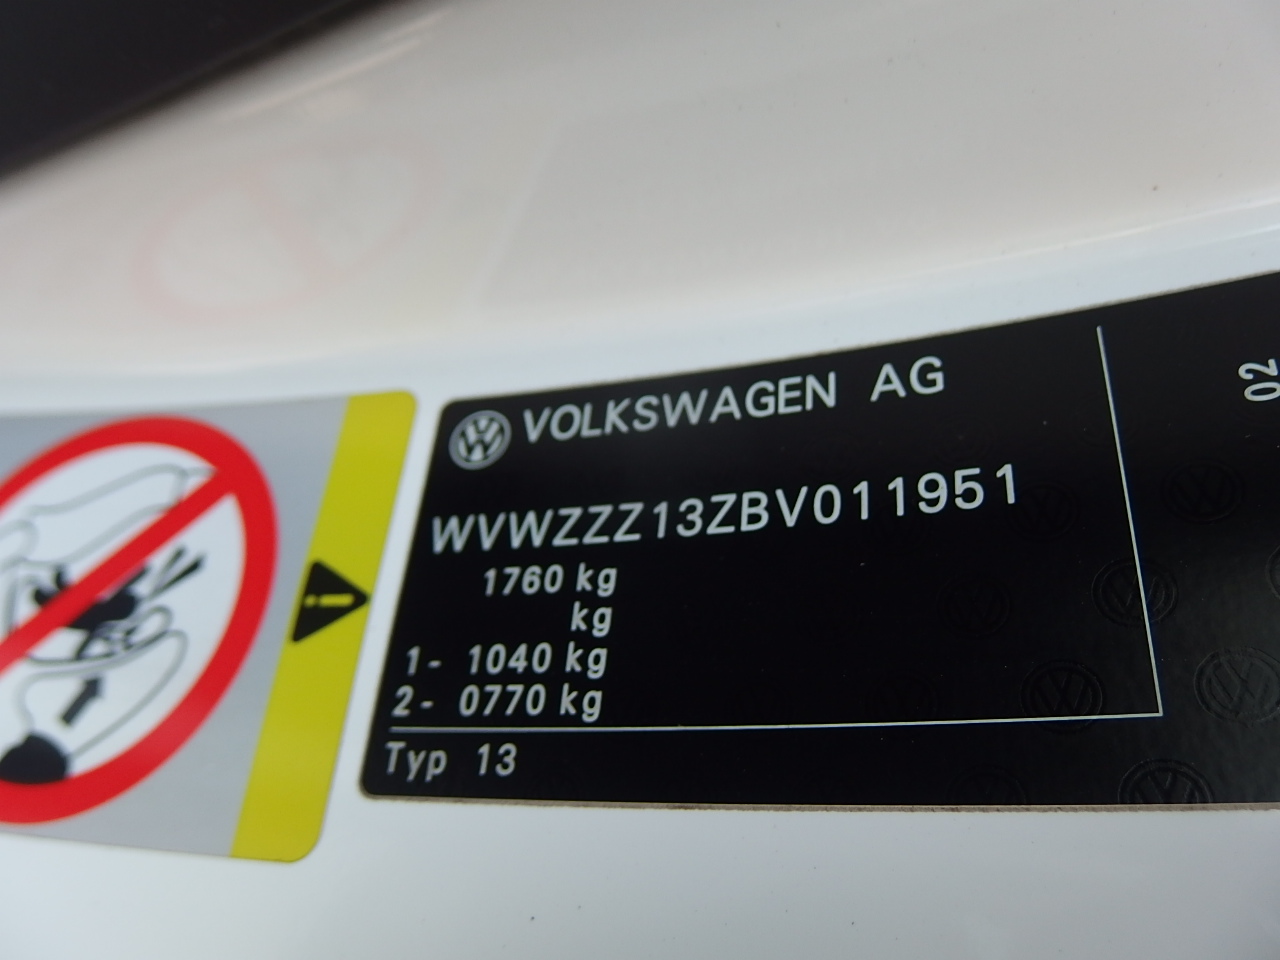 VOLKSWAGEN AG
WVWZZZ13ZBV011951
1760 kg
kg
1- 1040 kg
2- 0770 kg
Typ 13
02